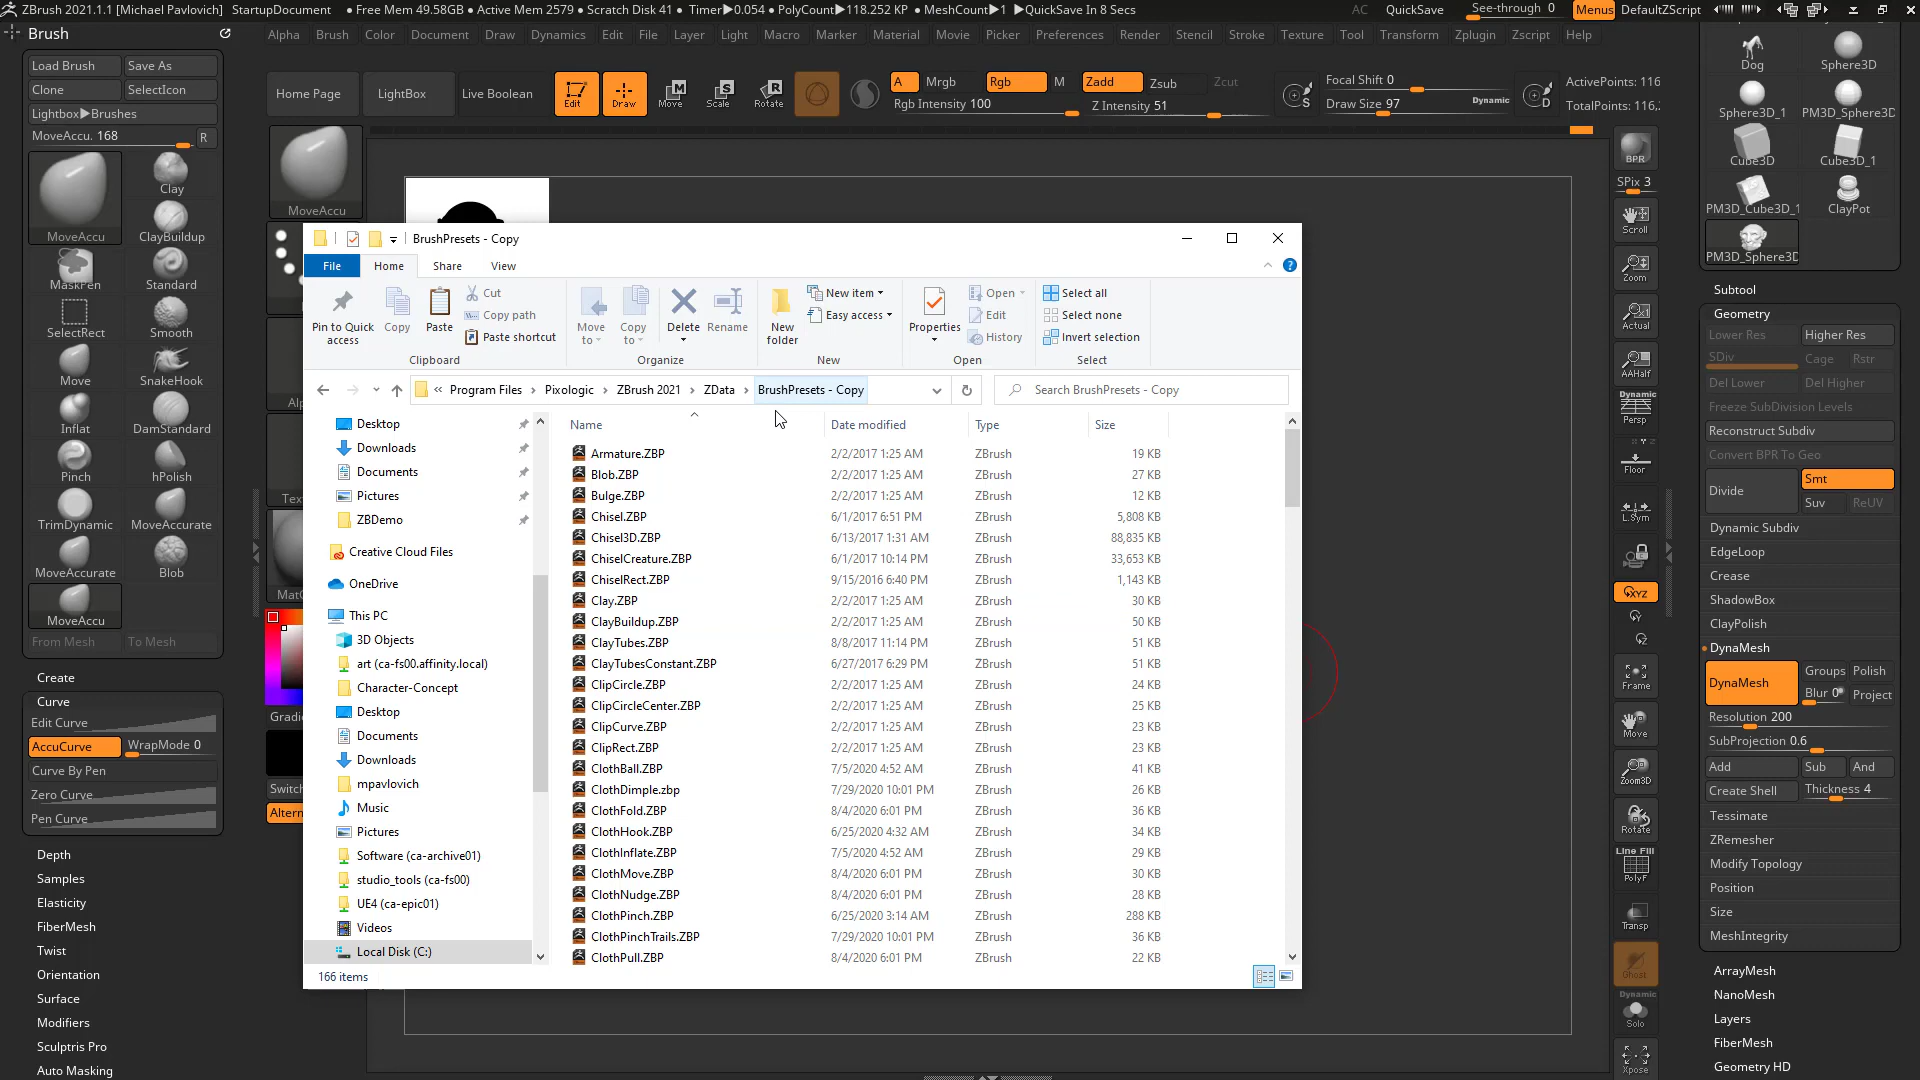 ZBrush 2021.1.1 [Michael Pavlovich] StartupDocument • Free Mem 49.58GB • Active Mem 2579 • Scratch Disk 41 • Timer▶0.054 • PolyCount▶118.252 KP • MeshCount▶1 ▶QuickSave In 8 Secs AC QuickSave See-through 0 Menus DefaultZScript
Brush
Alpha Brush Color Document Draw Dynamics Edit File Layer Light Macro Marker Material Movie Picker Preferences Render Stencil Stroke Texture Tool Transform Zplugin Zscript Help
Load Brush Save As
Clone SelectIcon
Lightbox▶Brushes
MoveAccu. 168 R
MoveAccu
Clay
ClayBuildup
MaskPen Standard
SelectRect Smooth
Move SnakeHook
Inflat DamStandard
Pinch hPolish
TrimDynamic MoveAccurate
MoveAccurate Blob
MoveAccu
From Mesh To Mesh
Create
Curve
Edit Curve
AccuCurve WrapMode 0
Curve By Pen
Zero Curve
Pen Curve
Depth
Samples
Elasticity
FiberMesh
Twist
Orientation
Surface
Modifiers
Sculptris Pro
Auto Masking
Home Page LightBox Live Boolean Edit Draw Move Scale Rotate
A Mrgb Rgb M Zadd Zsub Zcut
Rgb Intensity 100 Z Intensity 51
S Focal Shift 0
Draw Size 97 Dynamic D
ActivePoints: 116
TotalPoints: 116,
MoveAccu
Alp
Tex
MatC
Gradi
Switch
Altern
BrushPresets - Copy
File Home Share View
Pin to Quick access
Copy
Paste
Cut
Copy path
Paste shortcut
Clipboard
Move to
Copy to
Delete
Rename
Organize
New folder
New item
Easy access
New
Properties
Open
Edit
History
Open
Select all
Select none
Invert selection
Select
« Program Files › Pixologic › ZBrush 2021 › ZData › BrushPresets - Copy
Search BrushPresets - Copy
Desktop
Downloads
Documents
Pictures
ZBDemo
Creative Cloud Files
OneDrive
This PC
3D Objects
art (ca-fs00.affinity.local)
Character-Concept
Desktop
Documents
Downloads
mpavlovich
Music
Pictures
Software (ca-archive01)
studio_tools (ca-fs00)
UE4 (ca-epic01)
Videos
Local Disk (C:)
Name Date modified Type Size
Armature.ZBP 2/2/2017 1:25 AM ZBrush 19 KB
Blob.ZBP 2/2/2017 1:25 AM ZBrush 27 KB
Bulge.ZBP 2/2/2017 1:25 AM ZBrush 12 KB
Chisel.ZBP 6/1/2017 6:51 PM ZBrush 5,808 KB
Chisel3D.ZBP 6/13/2017 1:31 AM ZBrush 88,835 KB
ChiselCreature.ZBP 6/1/2017 10:14 PM ZBrush 33,653 KB
ChiselRect.ZBP 9/15/2016 6:40 PM ZBrush 1,143 KB
Clay.ZBP 2/2/2017 1:25 AM ZBrush 30 KB
ClayBuildup.ZBP 2/2/2017 1:25 AM ZBrush 50 KB
ClayTubes.ZBP 8/8/2017 11:14 PM ZBrush 51 KB
ClayTubesConstant.ZBP 6/27/2017 6:29 PM ZBrush 51 KB
ClipCircle.ZBP 2/2/2017 1:25 AM ZBrush 24 KB
ClipCircleCenter.ZBP 2/2/2017 1:25 AM ZBrush 25 KB
ClipCurve.ZBP 2/2/2017 1:25 AM ZBrush 23 KB
ClipRect.ZBP 2/2/2017 1:25 AM ZBrush 23 KB
ClothBall.ZBP 7/5/2020 4:52 AM ZBrush 41 KB
ClothDimple.zbp 7/29/2020 10:01 PM ZBrush 26 KB
ClothFold.ZBP 8/4/2020 6:01 PM ZBrush 36 KB
ClothHook.ZBP 6/25/2020 4:32 AM ZBrush 34 KB
ClothInflate.ZBP 7/5/2020 4:52 AM ZBrush 29 KB
ClothMove.ZBP 8/4/2020 6:01 PM ZBrush 30 KB
ClothNudge.ZBP 8/4/2020 6:01 PM ZBrush 28 KB
ClothPinch.ZBP 6/25/2020 3:14 AM ZBrush 288 KB
ClothPinchTrails.ZBP 7/29/2020 10:01 PM ZBrush 36 KB
ClothPull.ZBP 8/4/2020 6:01 PM ZBrush 22 KB
166 items
BPR
SPix 3
Scroll
Zoom
Actual
AAHalf
Dynamic
Persp
Floor
L.Sym
XYZ
Frame
Move
Zoom3D
Rotate
Line Fill
PolyF
Transp
Ghost
Dynamic
Solo
Xpose
Dog Sphere3D
Sphere3D_1 PM3D_Sphere3D
Cube3D Cube3D_1
PM3D_Cube3D_1 ClayPot
PM3D_Sphere3D
Subtool
Geometry
Lower Res Higher Res
SDiv Cage Rstr
Del Lower Del Higher
Freeze SubDivision Levels
Reconstruct Subdiv
Convert BPR To Geo
Divide Smt
Suv ReUV
Dynamic Subdiv
EdgeLoop
Crease
ShadowBox
ClayPolish
DynaMesh
DynaMesh Groups Polish
Blur 0 Project
Resolution 200
SubProjection 0.6
Add Sub And
Create Shell Thickness 4
Tessimate
ZRemesher
Modify Topology
Position
Size
MeshIntegrity
ArrayMesh
NanoMesh
Layers
FiberMesh
Geometry HD